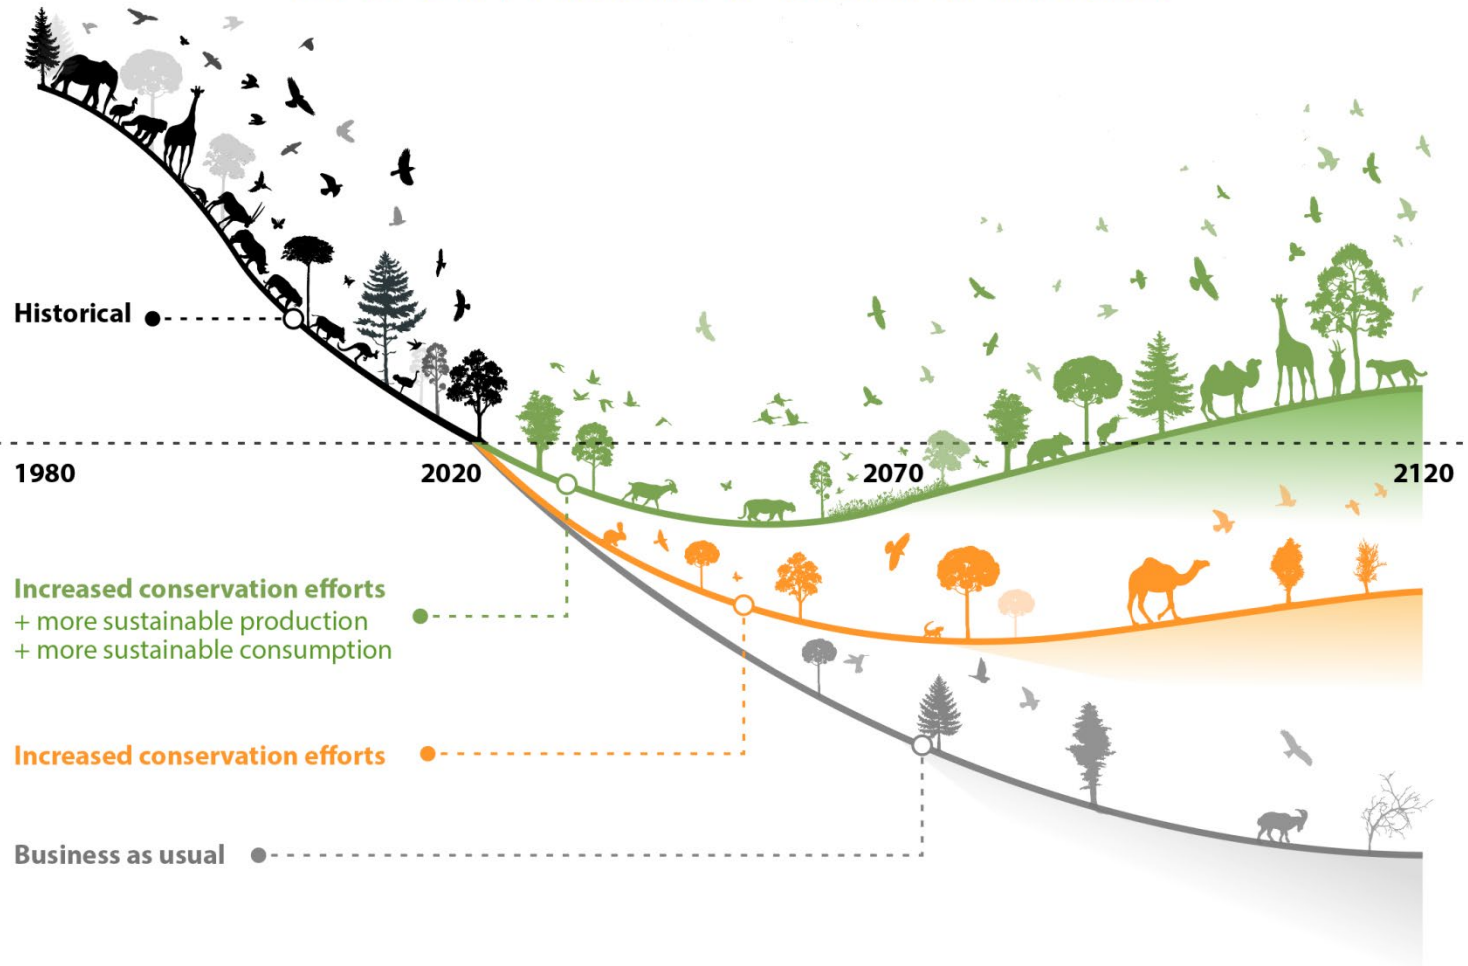 Historical
1980
2020
2070
2120
Increased conservation efforts
+ more sustainable production
+ more sustainable consumption
Increased conservation efforts
Business as usual